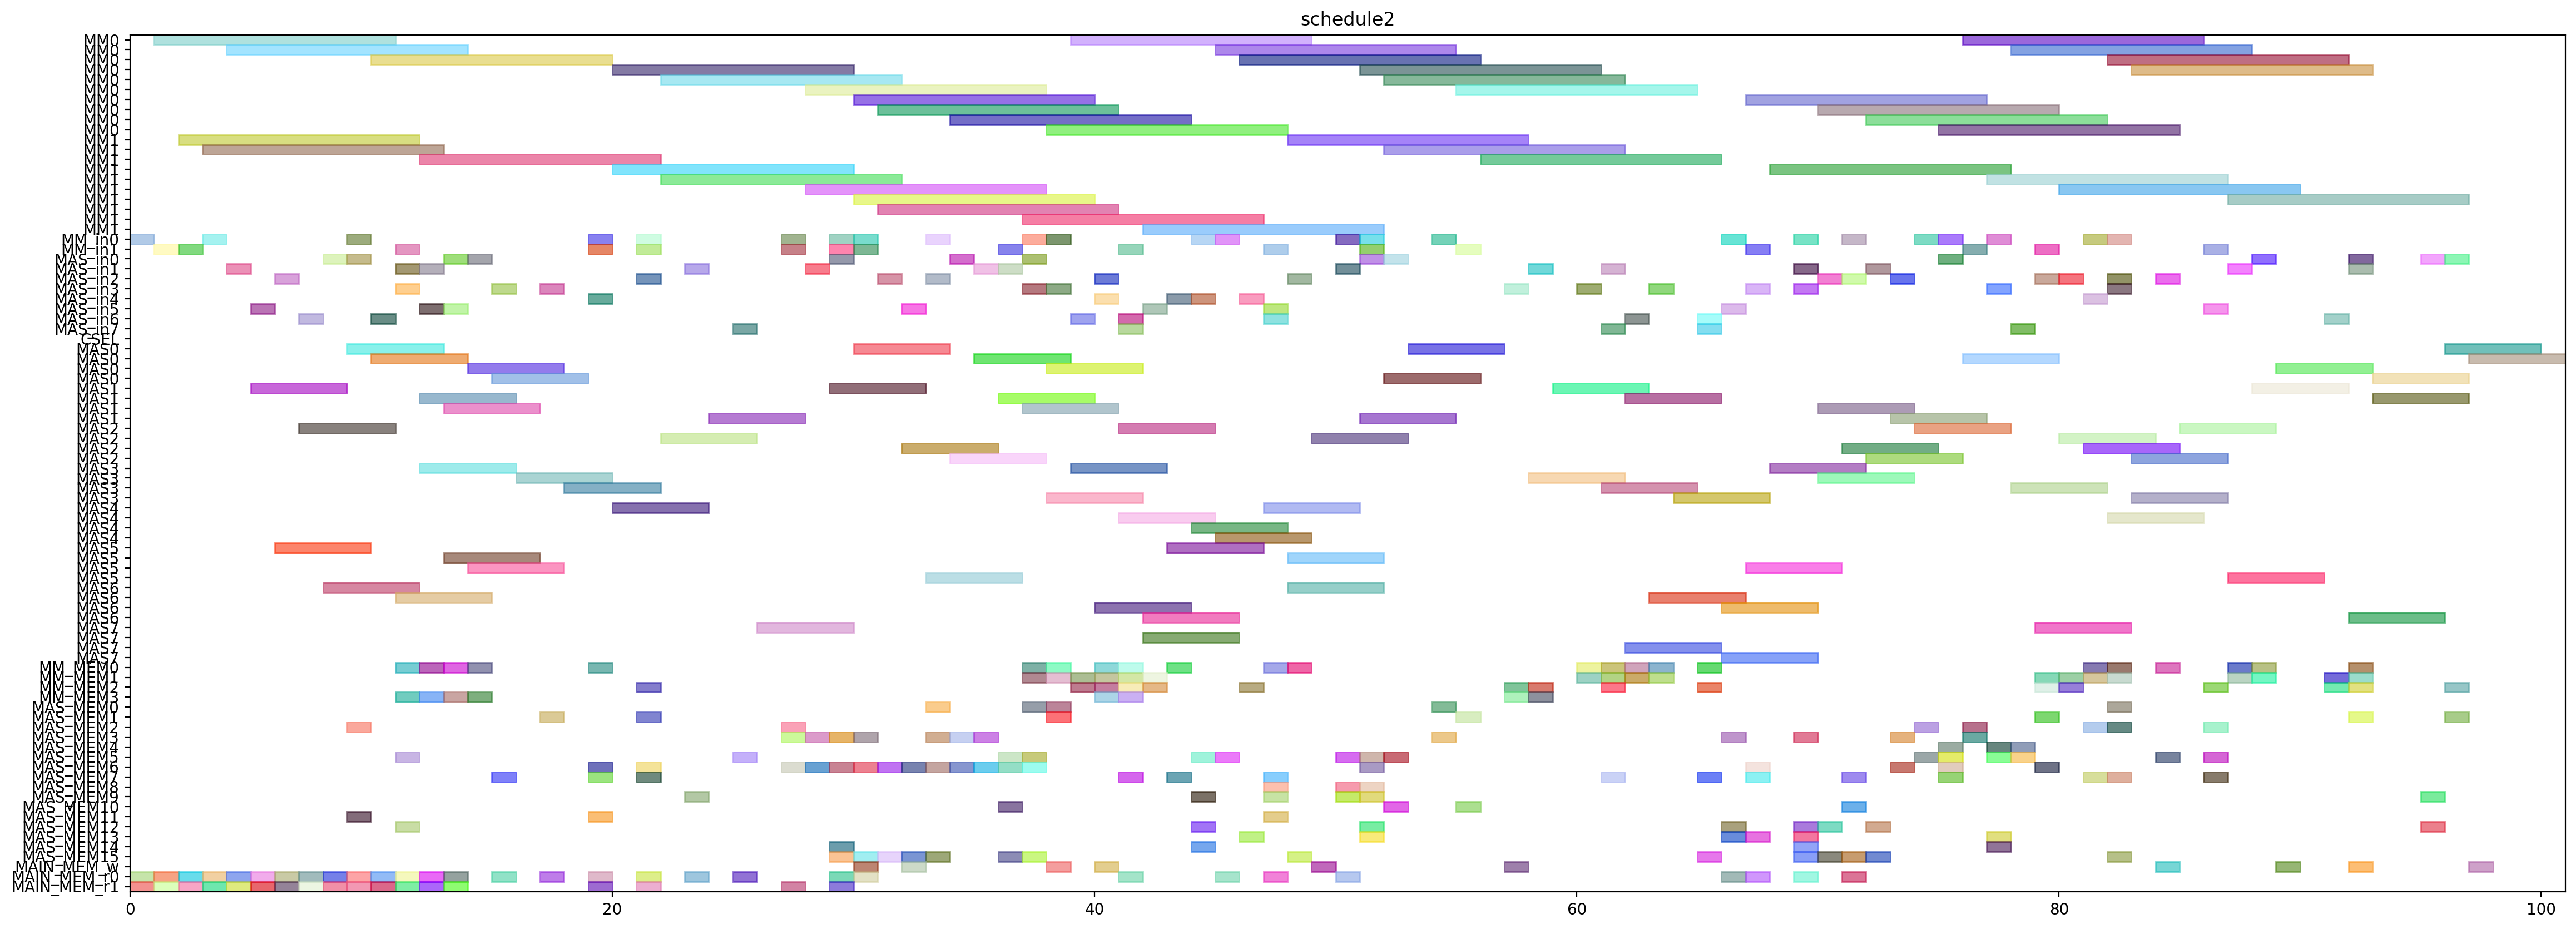 schedule2
MM0
MM0
MM0
MM0
MM0
MM0
MM0
MM0
MM0
MM0
MM1
MM1
MM1
MM1
MM1
MM1
MM1
MM1
MM1
MM1
MM_in0
MM_in1
MAS_in0
MAS_in1
MAS_in2
MAS_in3
MAS_in4
MAS_in5
MAS_in6
MAS_in7
CSEL
MAS0
MAS0
MAS0
MAS0
MAS1
MAS1
MAS1
MAS1
MAS2
MAS2
MAS2
MAS2
MAS3
MAS3
MAS3
MAS3
MAS4
MAS4
MAS4
MAS4
MAS5
MAS5
MAS5
MAS5
MAS6
MAS6
MAS6
MAS6
MAS7
MAS7
MAS7
MAS7
MM_MEM0
MM_MEM1
MM_MEM2
MM_MEM3
MAS_MEM0
MAS_MEM1
MAS_MEM2
MAS_MEM3
MAS_MEM4
MAS_MEM5
MAS_MEM6
MAS_MEM7
MAS_MEM8
MAS_MEM9
MAS_MEM10
MAS_MEM11
MAS_MEM12
MAS_MEM13
MAS_MEM14
MAS_MEM15
MAIN_MEM_w
MAIN_MEM_r0
MAIN_MEM_r1
0 20 40 60 80 100